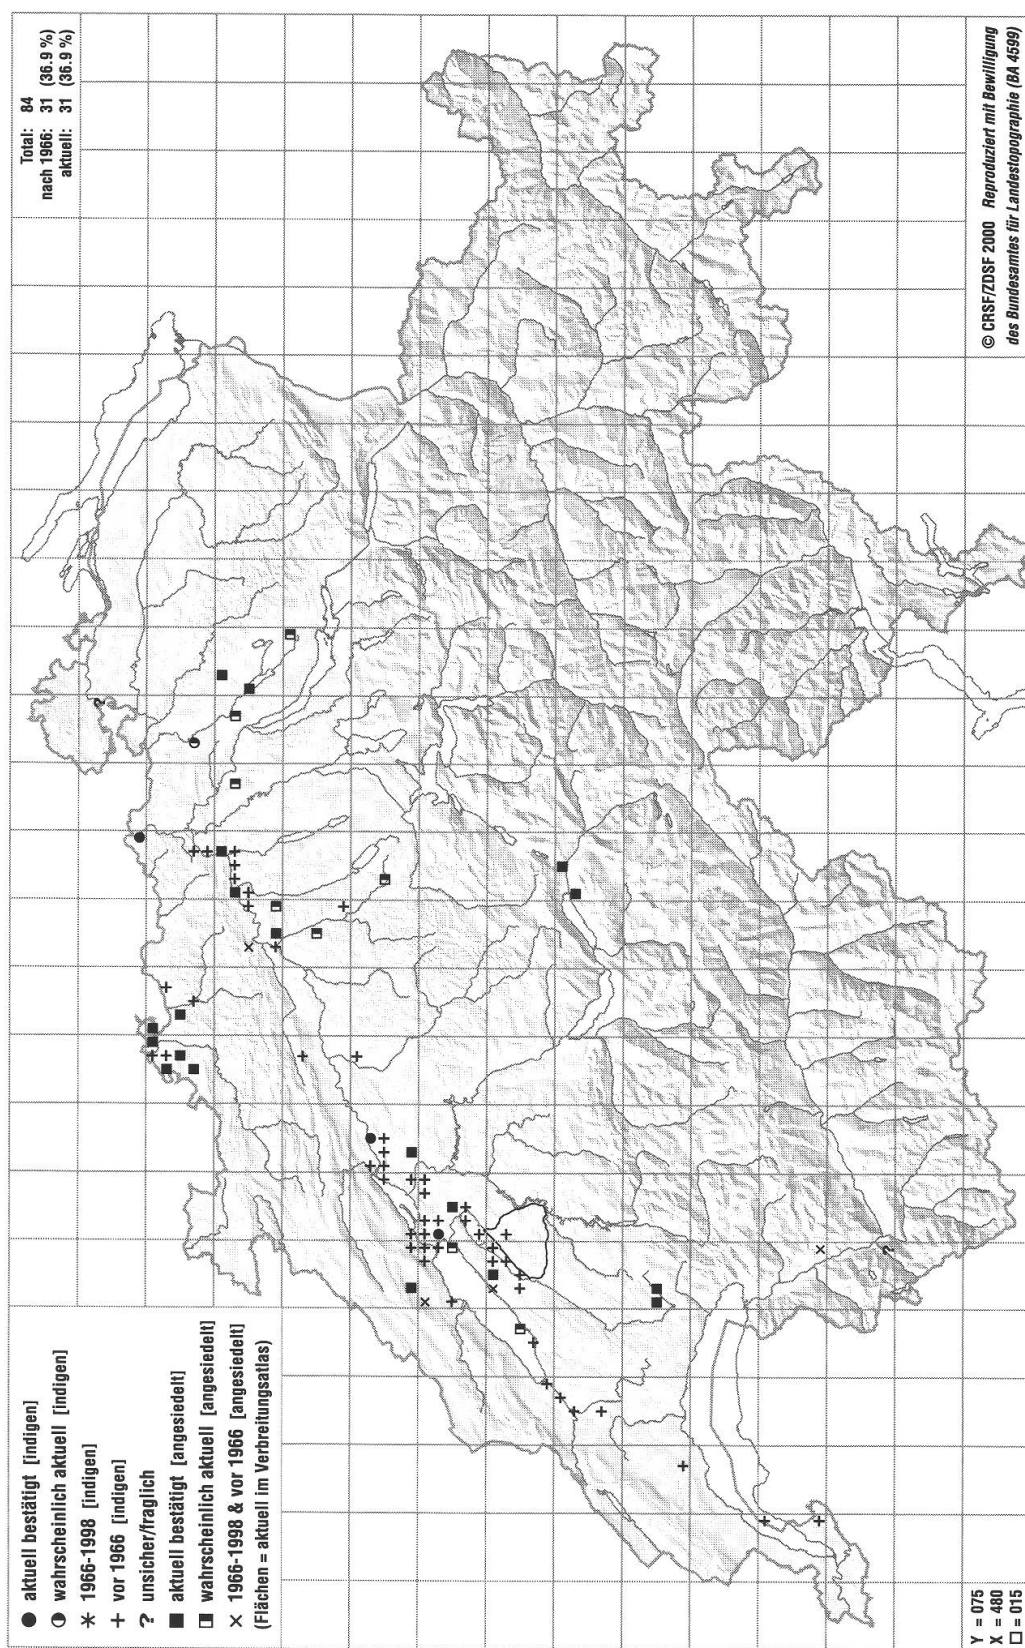 ● aktuell bestätigt [indigen]
◑ wahrscheinlich aktuell [indigen]
✳ 1966-1998 [indigen]
+ vor 1966 [indigen]
? unsicher/fraglich
■ aktuell bestätigt [angesiedelt]
◨ wahrscheinlich aktuell [angesiedelt]
× 1966-1998 & vor 1966 [angesiedelt]
(Flächen = aktuell im Verbreitungsatlas)
Total: 84
nach 1966: 31 (36.9 %)
aktuell: 31 (36.9 %)
?
?
Y = 075
X = 480
□ = 015
© CRSF/ZDSF 2000 Reproduziert mit Bewilligung
des Bundesamtes für Landestopographie (BA 4599)